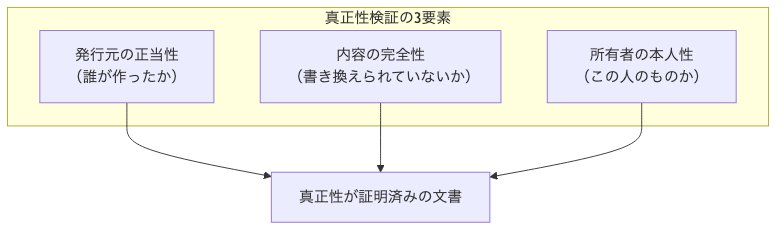 真正性検証の3要素
発行元の正当性
（誰が作ったか）
内容の完全性
（書き換えられていないか）
所有者の本人性
（この人のものか）
真正性が証明済みの文書